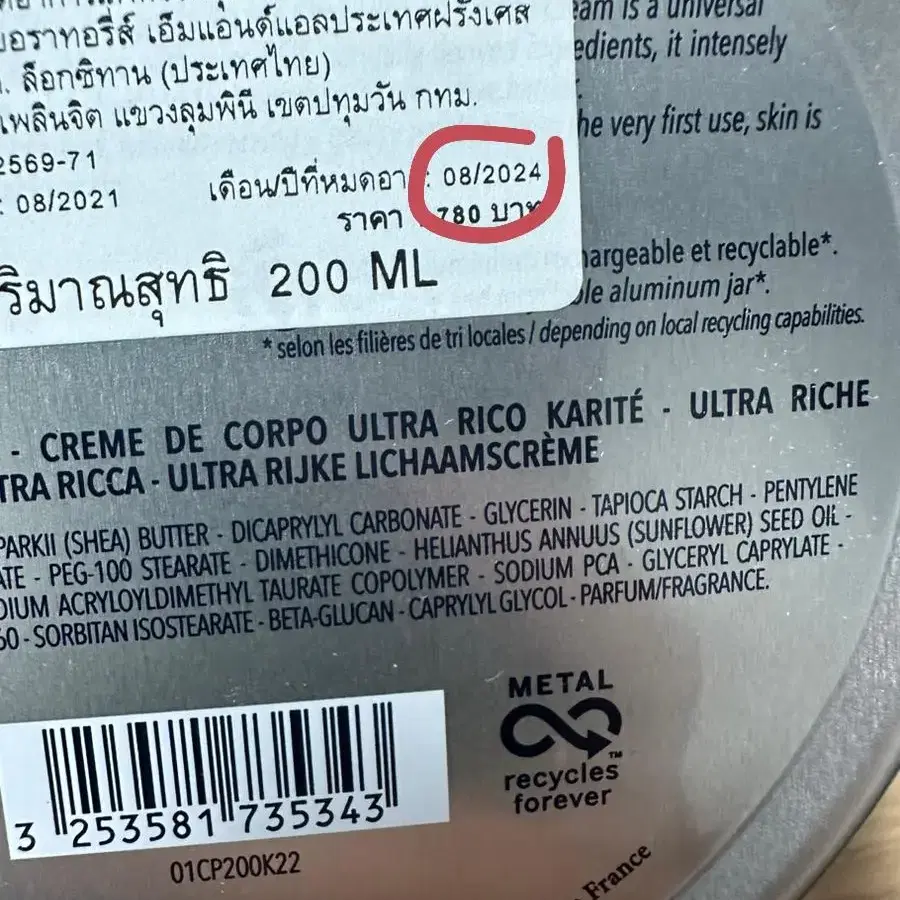 บอราทอรีส์ เอ็มแอนด์แอลประเทศฝรั่งเศส
ล็อกซิทาน (ประเทศไทย)
เพลินจิต แขวงลุมพินี เขตปทุมวัน กทม.
2569-71
: 08/2021 เดือน/ปีที่หมดอา : 08/2024
ราคา 780 บาท
ริมาณสุทธิ 200 ML
eam is a universal
edients, it intensely
he very first use, skin is
hargeable et recyclable*.
ble aluminum jar*.
* selon les filières de tri locales / depending on local recycling capabilities.
- CREME DE CORPO ULTRA RICO KARITÉ - ULTRA RICHE
TRA RICCA - ULTRA RIJKE LICHAAMSCRÈME
PARKII (SHEA) BUTTER - DICAPRYLYL CARBONATE - GLYCERIN - TAPIOCA STARCH - PENTYLENE
ATE - PEG-100 STEARATE - DIMETHICONE - HELIANTHUS ANNUUS (SUNFLOWER) SEED OIL -
DIUM ACRYLOYLDIMETHYL TAURATE COPOLYMER - SODIUM PCA - GLYCERYL CAPRYLATE -
60 - SORBITAN ISOSTEARATE - BETA-GLUCAN - CAPRYLYL GLYCOL - PARFUM/FRAGRANCE.
METAL
™
recycles
forever
3 253581 735343
01CP200K22
France